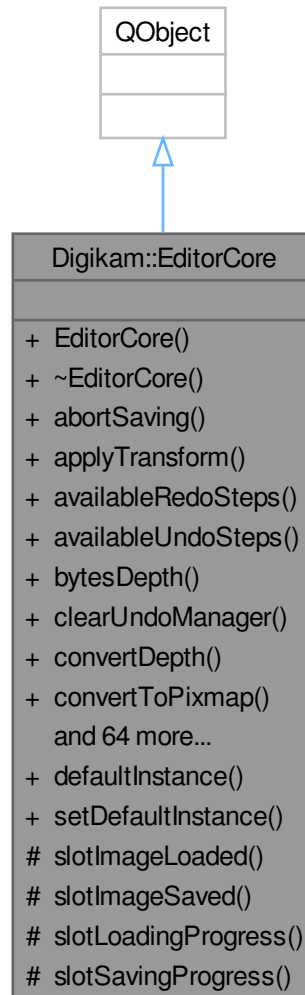 QObject
Digikam::EditorCore
+ EditorCore()
+ ~EditorCore()
+ abortSaving()
+ applyTransform()
+ availableRedoSteps()
+ availableUndoSteps()
+ bytesDepth()
+ clearUndoManager()
+ convertDepth()
+ convertToPixmap()
and 64 more...
+ defaultInstance()
+ setDefaultInstance()
# slotImageLoaded()
# slotImageSaved()
# slotLoadingProgress()
# slotSavingProgress()